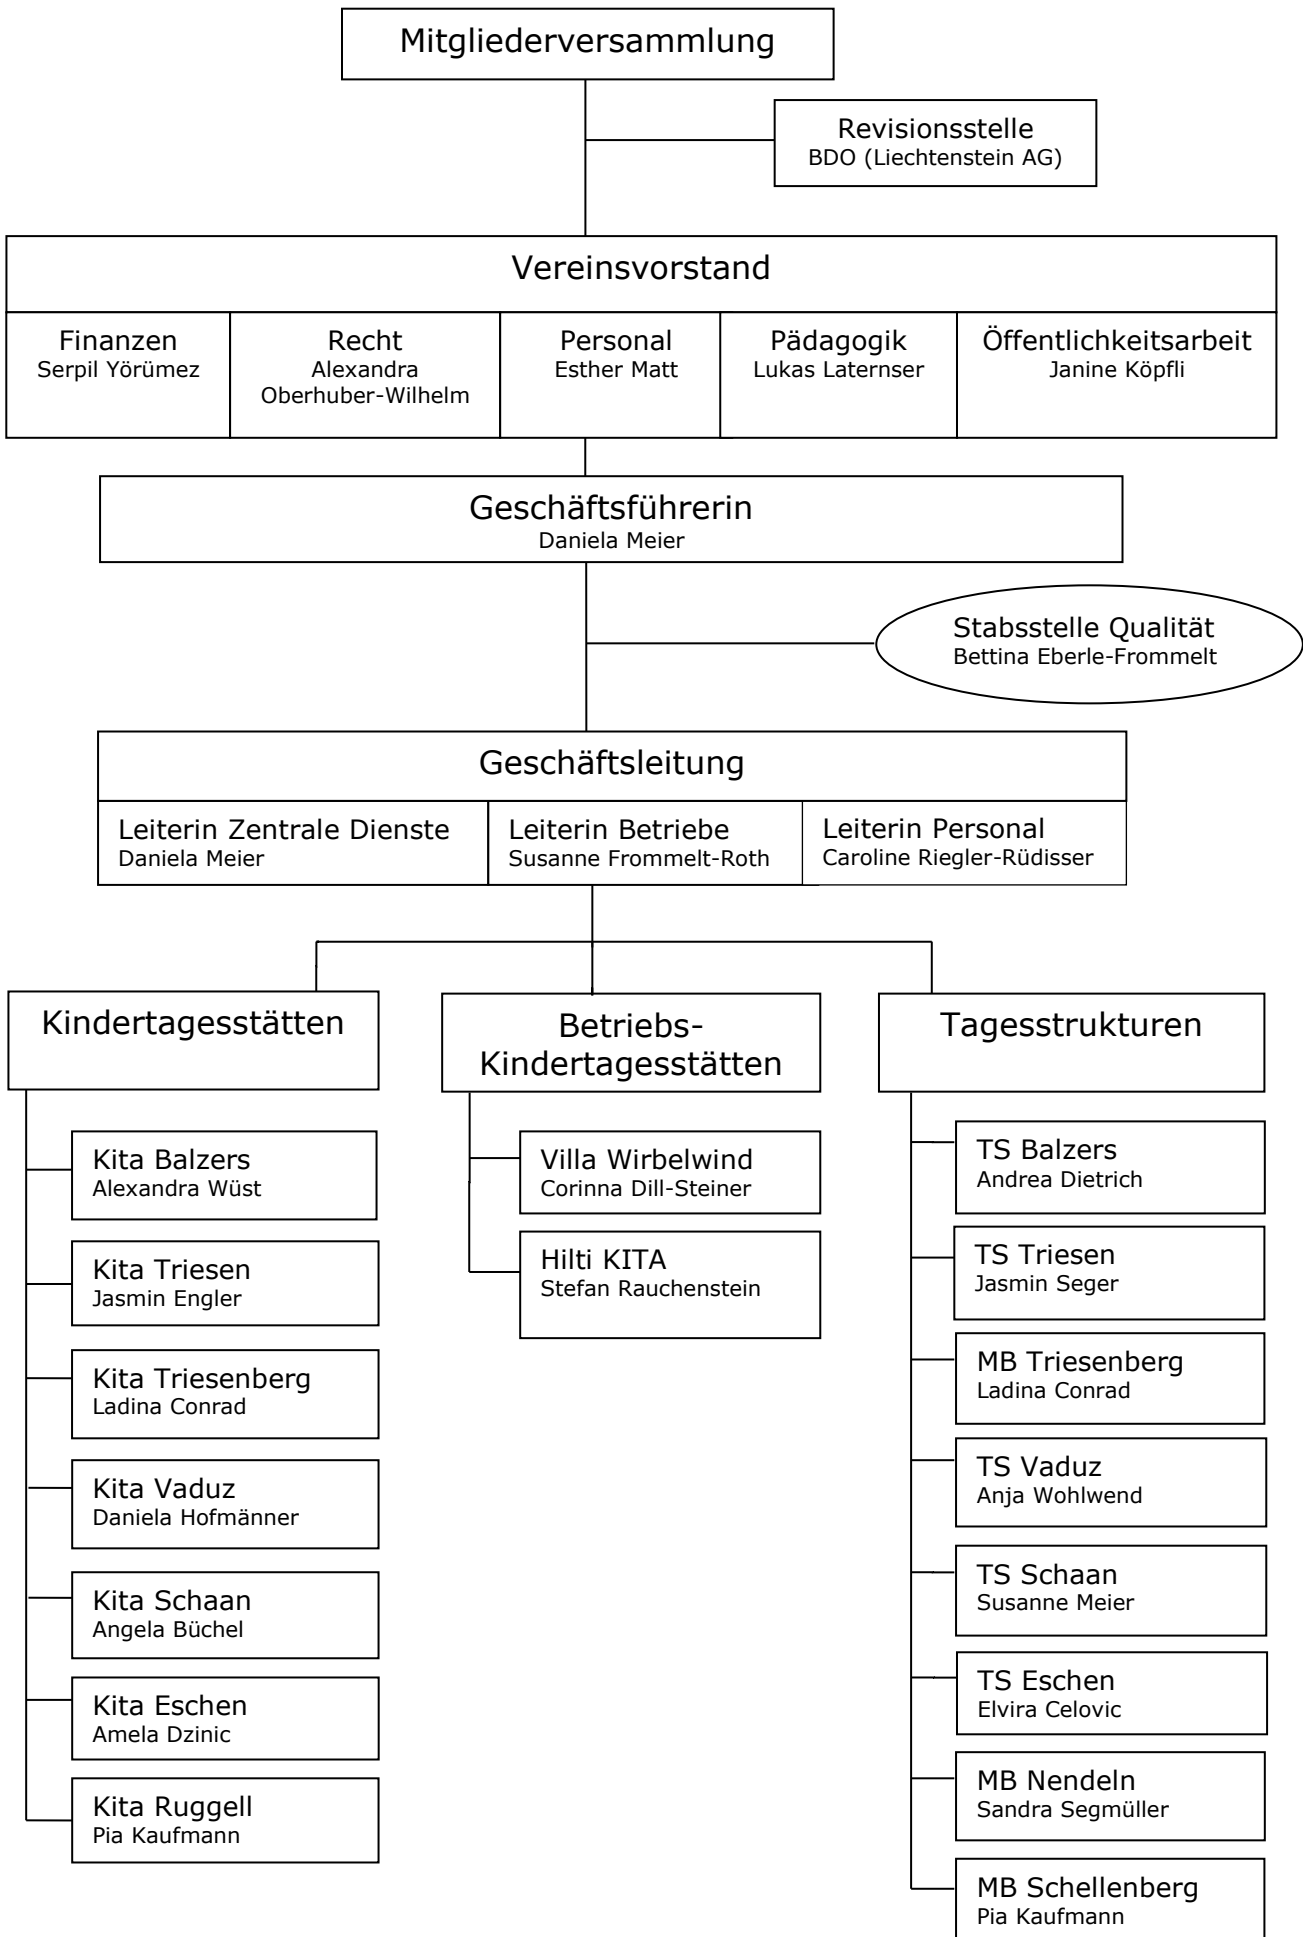 Mitgliederversammlung
Revisionsstelle
BDO (Liechtenstein AG)
Vereinsvorstand
Finanzen
Serpil Yörümez
Recht
Alexandra
Oberhuber-Wilhelm
Personal
Esther Matt
Pädagogik
Lukas Laternser
Öffentlichkeitsarbeit
Janine Köpfli
Geschäftsführerin
Daniela Meier
Stabsstelle Qualität
Bettina Eberle-Frommelt
Geschäftsleitung
Leiterin Zentrale Dienste
Daniela Meier
Leiterin Betriebe
Susanne Frommelt-Roth
Leiterin Personal
Caroline Riegler-Rüdisser
Kindertagesstätten
Kita Balzers
Alexandra Wüst
Kita Triesen
Jasmin Engler
Kita Triesenberg
Ladina Conrad
Kita Vaduz
Daniela Hofmänner
Kita Schaan
Angela Büchel
Kita Eschen
Amela Dzinic
Kita Ruggell
Pia Kaufmann
Betriebs-
Kindertagesstätten
Villa Wirbelwind
Corinna Dill-Steiner
Hilti KITA
Stefan Rauchenstein
Tagesstrukturen
TS Balzers
Andrea Dietrich
TS Triesen
Jasmin Seger
MB Triesenberg
Ladina Conrad
TS Vaduz
Anja Wohlwend
TS Schaan
Susanne Meier
TS Eschen
Elvira Celovic
MB Nendeln
Sandra Segmüller
MB Schellenberg
Pia Kaufmann